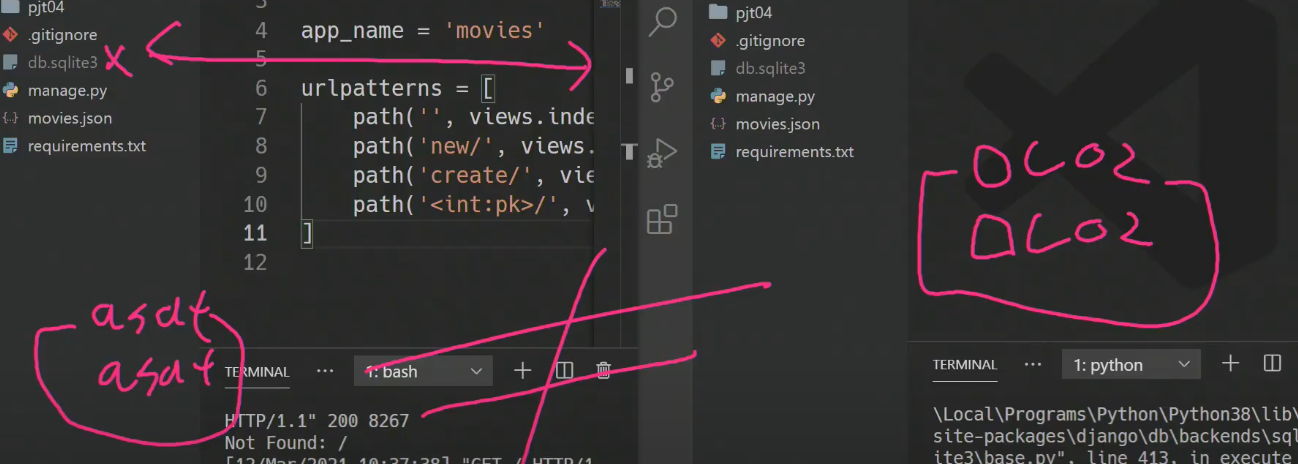 pjt04
.gitignore
db.sqlite3
manage.py
movies.json
requirements.txt
3
4 app_name = 'movies'
5
6 urlpatterns = [
7 path('', views.inde
8 path('new/', views.
9 path('create/', vie
10 path('<int:pk>/', v
11 ]
12
asdf
asdf
TERMINAL ··· 1: bash
HTTP/1.1" 200 8267
Not Found: /
[12/Mar/2021 10:37:38] "GET / HTTP/1
pjt04
.gitignore
db.sqlite3
manage.py
movies.json
requirements.txt
ㅁㄴㅇㄹ
ㅁㄴㅇㄹ
TERMINAL ··· 1: python
\Local\Programs\Python\Python38\lib\
site-packages\django\db\backends\sql
ite3\base.py", line 413, in execute